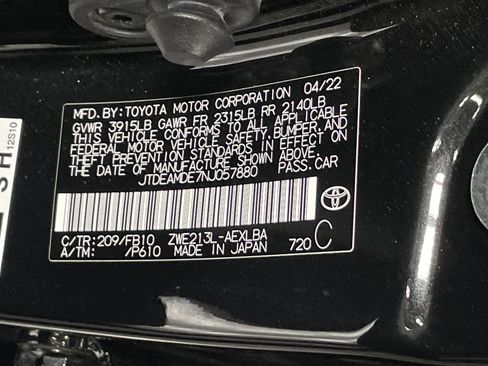 MFD. BY: TOYOTA MOTOR CORPORATION 04/22
GVWR 3915LB GAWR FR 2315LB RR 2140LB
THIS VEHICLE CONFORMS TO ALL APPLICABLE
FEDERAL MOTOR VEHICLE SAFETY, BUMPER, AND
THEFT PREVENTION STANDARDS IN EFFECT ON
THE DATE OF MANUFACTURE SHOWN ABOVE.
JTDEAMDE7NJ057880 PASS. CAR
C/TR: 209/FB10 ZWE213L-AEXLBA
A/TM: /P610 MADE IN JAPAN 720 C
SH
12S10